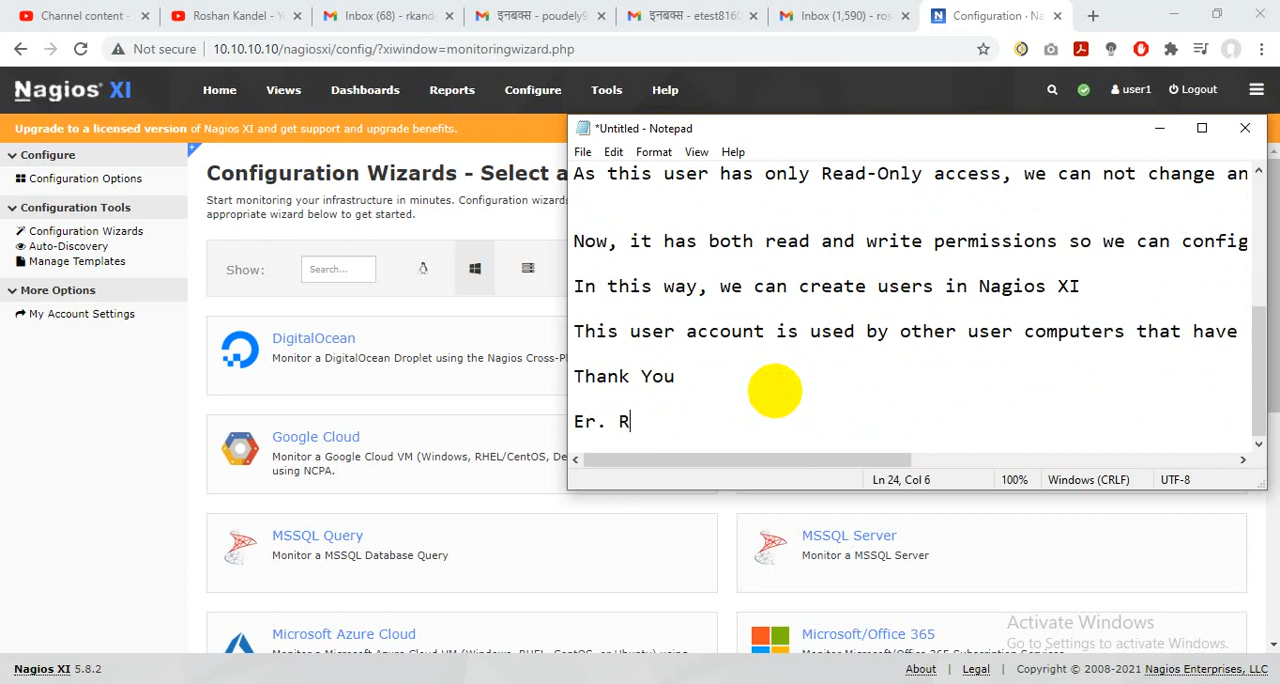 Channel content -
Roshan Kandel - Y
Inbox (68) - rkand
इनबक्स - poudely9
इनबक्स - etest8160
Inbox (1,590) - ros
Configuration · Na
Not secure
10.10.10.10/nagiosxi/config/?xiwindow=monitoringwizard.php
Nagios XI
Home
Views
Dashboards
Reports
Configure
Tools
Help
user1
Logout
Upgrade to a licensed version of Nagios XI and get support and upgrade benefits.
Configure
Configuration Options
Configuration Tools
Configuration Wizards
Auto-Discovery
Manage Templates
More Options
My Account Settings
Configuration Wizards - Select a
Start monitoring your infrastructure in minutes. Configuration wizards
appropriate wizard below to get started.
Show:
Search...
DigitalOcean
Monitor a DigitalOcean Droplet using the Nagios Cross-Pl
Google Cloud
Monitor a Google Cloud VM (Windows, RHEL/CentOS, De
using NCPA.
MSSQL Query
Monitor a MSSQL Database Query
MSSQL Server
Monitor a MSSQL Server
Microsoft Azure Cloud
Microsoft/Office 365
*Untitled - Notepad
File
Edit
Format
View
Help
As this user has only Read-Only access, we can not change an
Now, it has both read and write permissions so we can config
In this way, we can create users in Nagios XI
This user account is used by other user computers that have
Thank You
Er. R
Ln 24, Col 6
100%
Windows (CRLF)
UTF-8
Activate Windows
Go to Settings to activate Windows.
Nagios XI 5.8.2
About
Legal
Copyright © 2008-2021 Nagios Enterprises, LLC